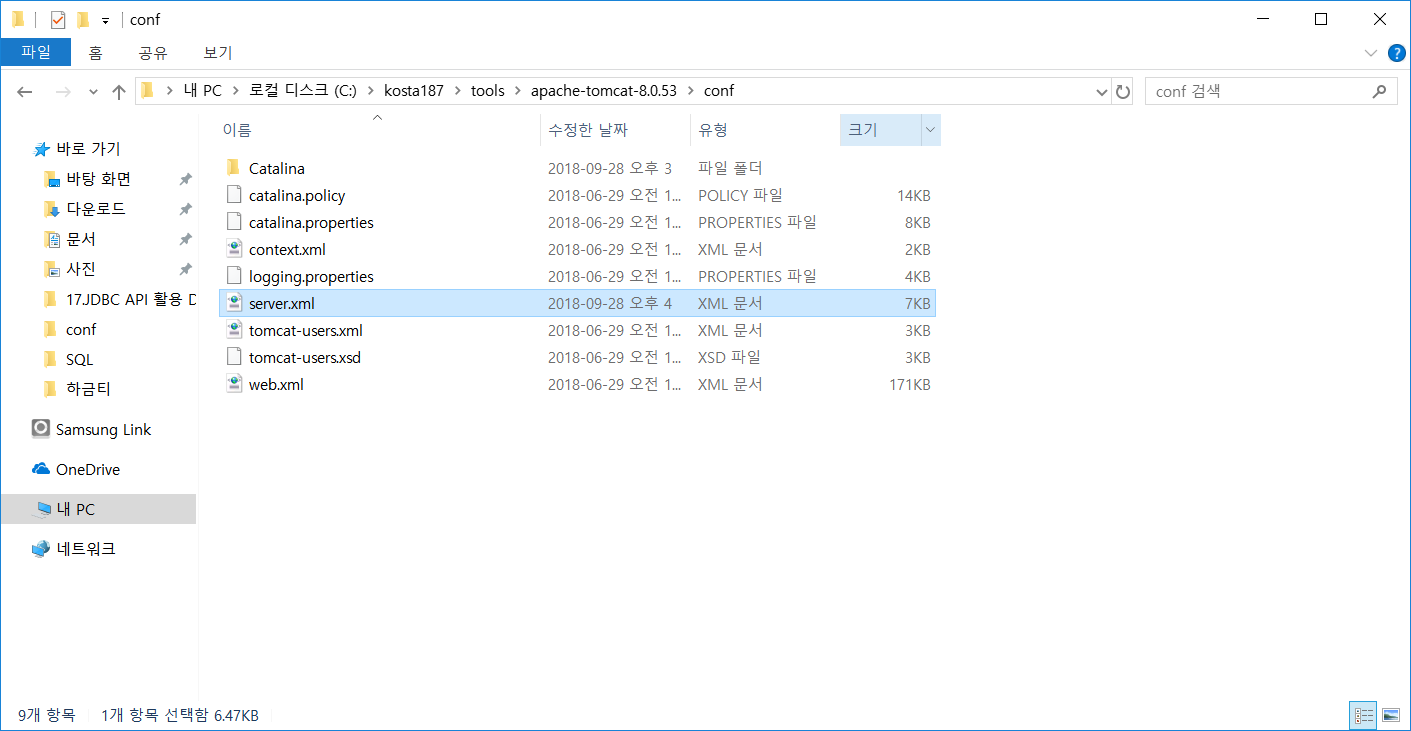 conf
파일 홈 공유 보기
내 PC 로컬 디스크 (C:) kosta187 tools apache-tomcat-8.0.53 conf
conf 검색
바로 가기
바탕 화면
다운로드
문서
사진
17JDBC API 활용 D
conf
SQL
하금티
Samsung Link
OneDrive
내 PC
네트워크
이름 수정한 날짜 유형 크기
Catalina 2018-09-28 오후 3 파일 폴더
catalina.policy 2018-06-29 오전 1... POLICY 파일 14KB
catalina.properties 2018-06-29 오전 1... PROPERTIES 파일 8KB
context.xml 2018-06-29 오전 1... XML 문서 2KB
logging.properties 2018-06-29 오전 1... PROPERTIES 파일 4KB
server.xml 2018-09-28 오후 4 XML 문서 7KB
tomcat-users.xml 2018-06-29 오전 1... XML 문서 3KB
tomcat-users.xsd 2018-06-29 오전 1... XSD 파일 3KB
web.xml 2018-06-29 오전 1... XML 문서 171KB
9개 항목 1개 항목 선택함 6.47KB